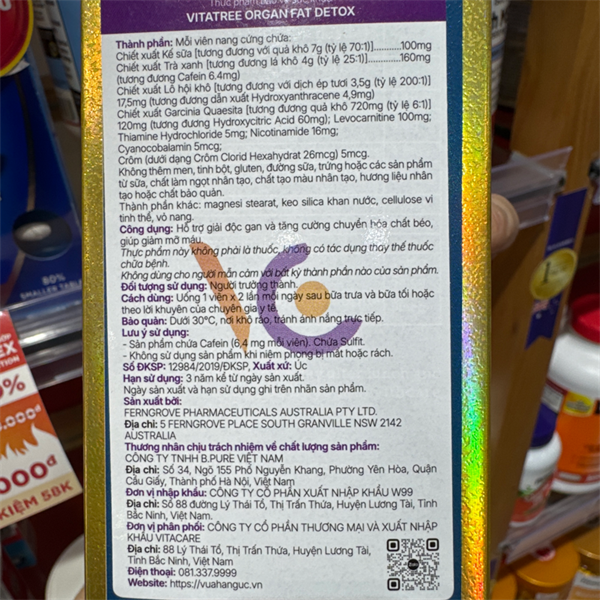 Thực phẩm bảo vệ sức khỏe
VITATREE ORGAN FAT DETOX
Thành phần: Mỗi viên nang cứng chứa:
Chiết xuất Kế sữa [tương đương với quả khô 7g (tỷ lệ 70:1)]..........100mg
Chiết xuất Trà xanh [tương đương lá khô 4g (tỷ lệ 25:1)]............160mg
(tương đương Cafein 6.4mg)
Chiết xuất Lô hội khô [tương đương với dịch ép tươi 3,5g (tỷ lệ 200:1)]
17,5mg (tương đương dẫn xuất Hydroxyanthracene 4,9mg)
Chiết xuất Garcinia Quaesita [tương đương quả khô 720mg (tỷ lệ 6:1)]
120mg (tương đương Hydroxycitric Acid 60mg); Levocarnitine 100mg;
Thiamine Hydrochloride 5mg; Nicotinamide 16mg;
Cyanocobalamin 5mcg;
Crôm (dưới dạng Crôm Clorid Hexahydrat 26mcg) 5mcg.
Không thêm men, tinh bột, gluten, đường sữa, trứng hoặc các sản phẩm
từ sữa, chất làm ngọt nhân tạo, chất tạo màu nhân tạo, hương liệu nhân
tạo hoặc chất bảo quản.
Thành phần khác: magnesi stearat, keo silica khan nước, cellulose vi
tinh thể, vỏ nang.
Công dụng: Hỗ trợ giải độc gan và tăng cường chuyển hóa chất béo,
giúp giảm mỡ máu.
Thực phẩm này không phải là thuốc, không có tác dụng thay thế thuốc
chữa bệnh.
Không dùng cho người mẫn cảm với bất kỳ thành phần nào của sản phẩm.
Đối tượng sử dụng: Người trưởng thành.
Cách dùng: Uống 1 viên x 2 lần mỗi ngày sau bữa trưa và bữa tối hoặc
theo lời khuyên của chuyên gia y tế.
Bảo quản: Dưới 30°C, nơi khô ráo, tránh ánh nắng trực tiếp.
Lưu ý sử dụng:
- Sản phẩm chứa Cafein (6,4 mg mỗi viên). Chứa Sulfit.
- Không sử dụng sản phẩm khi niêm phong bị mất hoặc rách.
Số ĐKSP: 12984/2019/ĐKSP, Xuất xứ: Úc
Hạn sử dụng: 3 năm kể từ ngày sản xuất.
Ngày sản xuất và hạn sử dụng ghi trên nhãn sản phẩm.
Sản xuất bởi:
FERNGROVE PHARMACEUTICALS AUSTRALIA PTY LTD.
Địa chỉ: 5 FERNGROVE PLACE SOUTH GRANVILLE NSW 2142
AUSTRALIA
Thương nhân chịu trách nhiệm về chất lượng sản phẩm:
CÔNG TY TNHH B.PURE VIỆT NAM
Địa chỉ: Số 34, Ngõ 155 Phố Nguyễn Khang, Phường Yên Hòa, Quận
Cầu Giấy, Thành phố Hà Nội, Việt Nam
Đơn vị nhập khẩu: CÔNG TY CỔ PHẦN XUẤT NHẬP KHẨU W99
Địa chỉ: Số 88 đường Lý Thái Tổ, Thị Trấn Thứa, Huyện Lương Tài, Tỉnh
Bắc Ninh, Việt Nam.
Đơn vị phân phối: CÔNG TY CỔ PHẦN THƯƠNG MẠI VÀ XUẤT NHẬP
KHẨU VITACARE
Địa chỉ: 88 Lý Thái Tổ, Thị Trấn Thứa, Huyện Lương Tài,
Tỉnh Bắc Ninh, Việt Nam
Điện thoại: 081.337.9999
Website: https://vuahanguc.vn
80%
SMALLER
EX
0%
000đ
KIỆM 58K